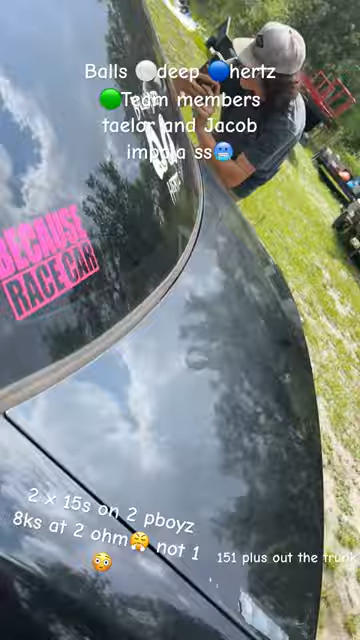 Balls ⚪deep 🔵hertz
🟢Team members
taelor and Jacob
impala ss🥶
BECAUSE
RACE CAR
2 x 15s on 2 pboyz
8ks at 2 ohm😤 not 1
😳
151 plus out the trunk